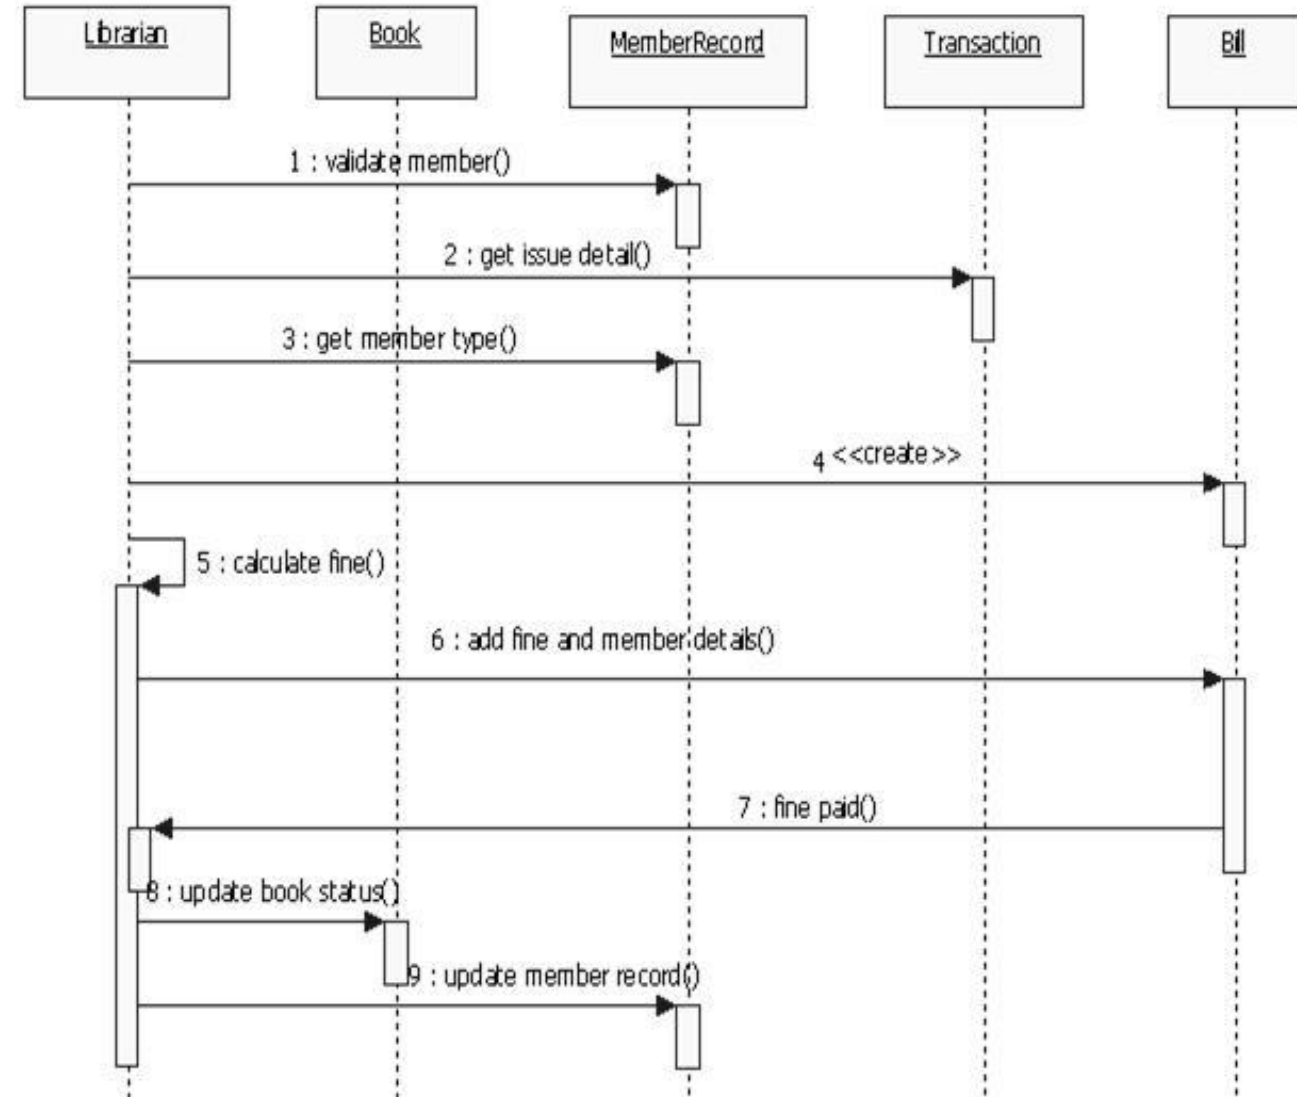 Librarian
Book
MemberRecord
Transaction
Bill
1 : validate member()
2 : get issue detail()
3 : get member type()
4 <<create>>
5 : calculate fine()
6 : add fine and member details()
7 : fine paid()
8 : update book status()
9 : update member record()